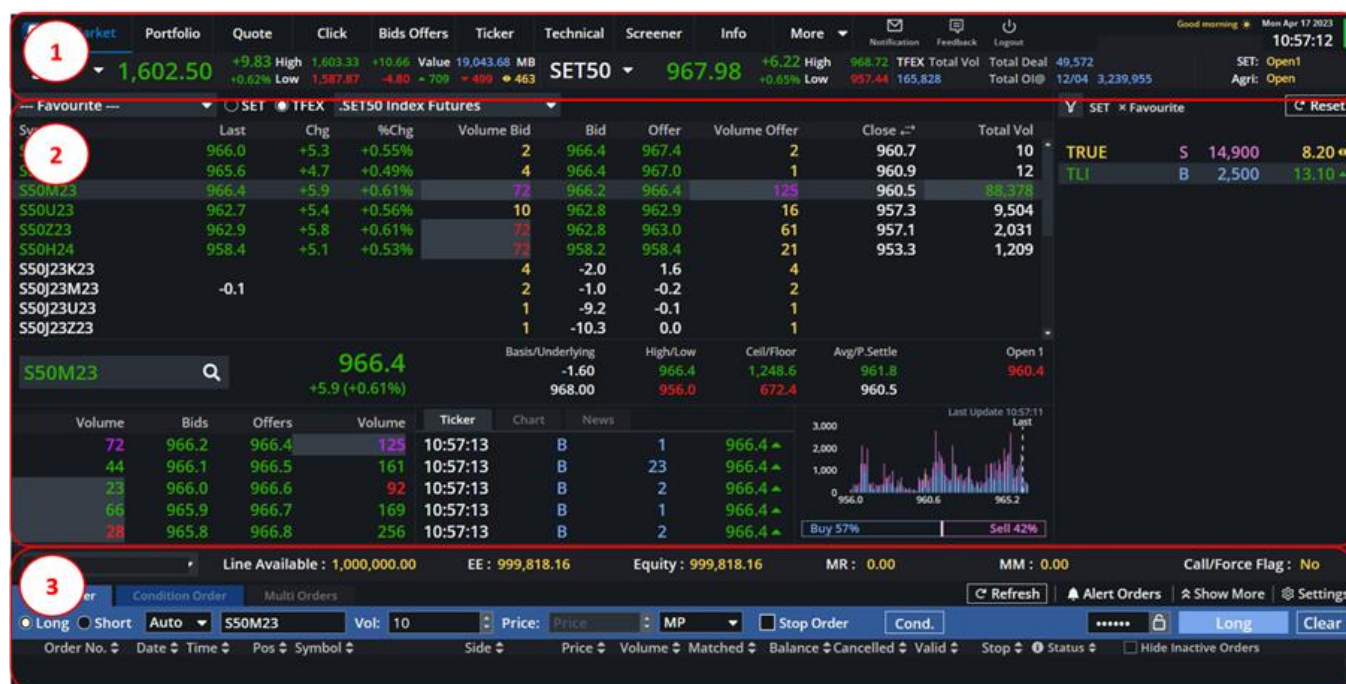 1
Market Portfolio Quote Click Bids Offers Ticker Technical Screener Info More Notification Feedback Logout Good morning Mon Apr 17 2023
10:57:12
1,602.50 +9.83 High 1,603.33 +10.66 Value 19,043.68 MB SET50 967.98 +6.22 High 968.72 TFEX Total Vol Total Deal 49,572 SET: Open1
+0.62% Low 1,587.87 -4.80 709 499 463 +0.65% Low 957.44 165,828 Total OI@ 12/04 3,239,955 Agri: Open
2
--- Favourite --- SET TFEX .SET50 Index Futures SET × Favourite Reset
Last Chg %Chg Volume Bid Bid Offer Volume Offer Close Total Vol
966.0 +5.3 +0.55% 2 966.4 967.4 2 960.7 10 TRUE S 14,900 8.20
965.6 +4.7 +0.49% 4 966.4 967.0 1 960.9 12 TLI B 2,500 13.10
S50M23 966.4 +5.9 +0.61% 72 966.2 966.4 125 960.5 88,378
S50U23 962.7 +5.4 +0.56% 10 962.8 962.9 16 957.3 9,504
S50Z23 962.9 +5.8 +0.61% 72 962.8 963.0 61 957.1 2,031
S50H24 958.4 +5.1 +0.53% 72 958.2 958.4 21 953.3 1,209
S50J23K23 4 -2.0 1.6 4
S50J23M23 -0.1 2 -1.0 -0.2 2
S50J23U23 1 -9.2 -0.1 1
S50J23Z23 1 -10.3 0.0 1
S50M23 966.4 Basis/Underlying High/Low Ceil/Floor Avg/P.Settle Open 1
-1.60 966.4 1,248.6 961.8 960.4
+5.9 (+0.61%) 968.00 956.0 672.4 960.5
Volume Bids Offers Volume Ticker Chart News Last Update 10:57:11
72 966.2 966.4 125 10:57:13 B 1 966.4 3,000 Last
44 966.1 966.5 161 10:57:13 B 23 966.4 2,000
23 966.0 966.6 92 10:57:13 B 2 966.4 1,000
66 965.9 966.7 169 10:57:13 B 1 966.4 0 956.0 960.6 965.2
28 965.8 966.8 256 10:57:13 B 2 966.4 Buy 57% Sell 42%
3
Line Available : 1,000,000.00 EE : 999,818.16 Equity : 999,818.16 MR : 0.00 MM : 0.00 Call/Force Flag : No
Condition Order Multi Orders Refresh Alert Orders Show More Settings
Long Short Auto S50M23 Vol: 10 Price: Price MP Stop Order Cond. •••••• Long Clear
Order No. Date Time Pos Symbol Side Price Volume Matched Balance Cancelled Valid Stop Status Hide Inactive Orders